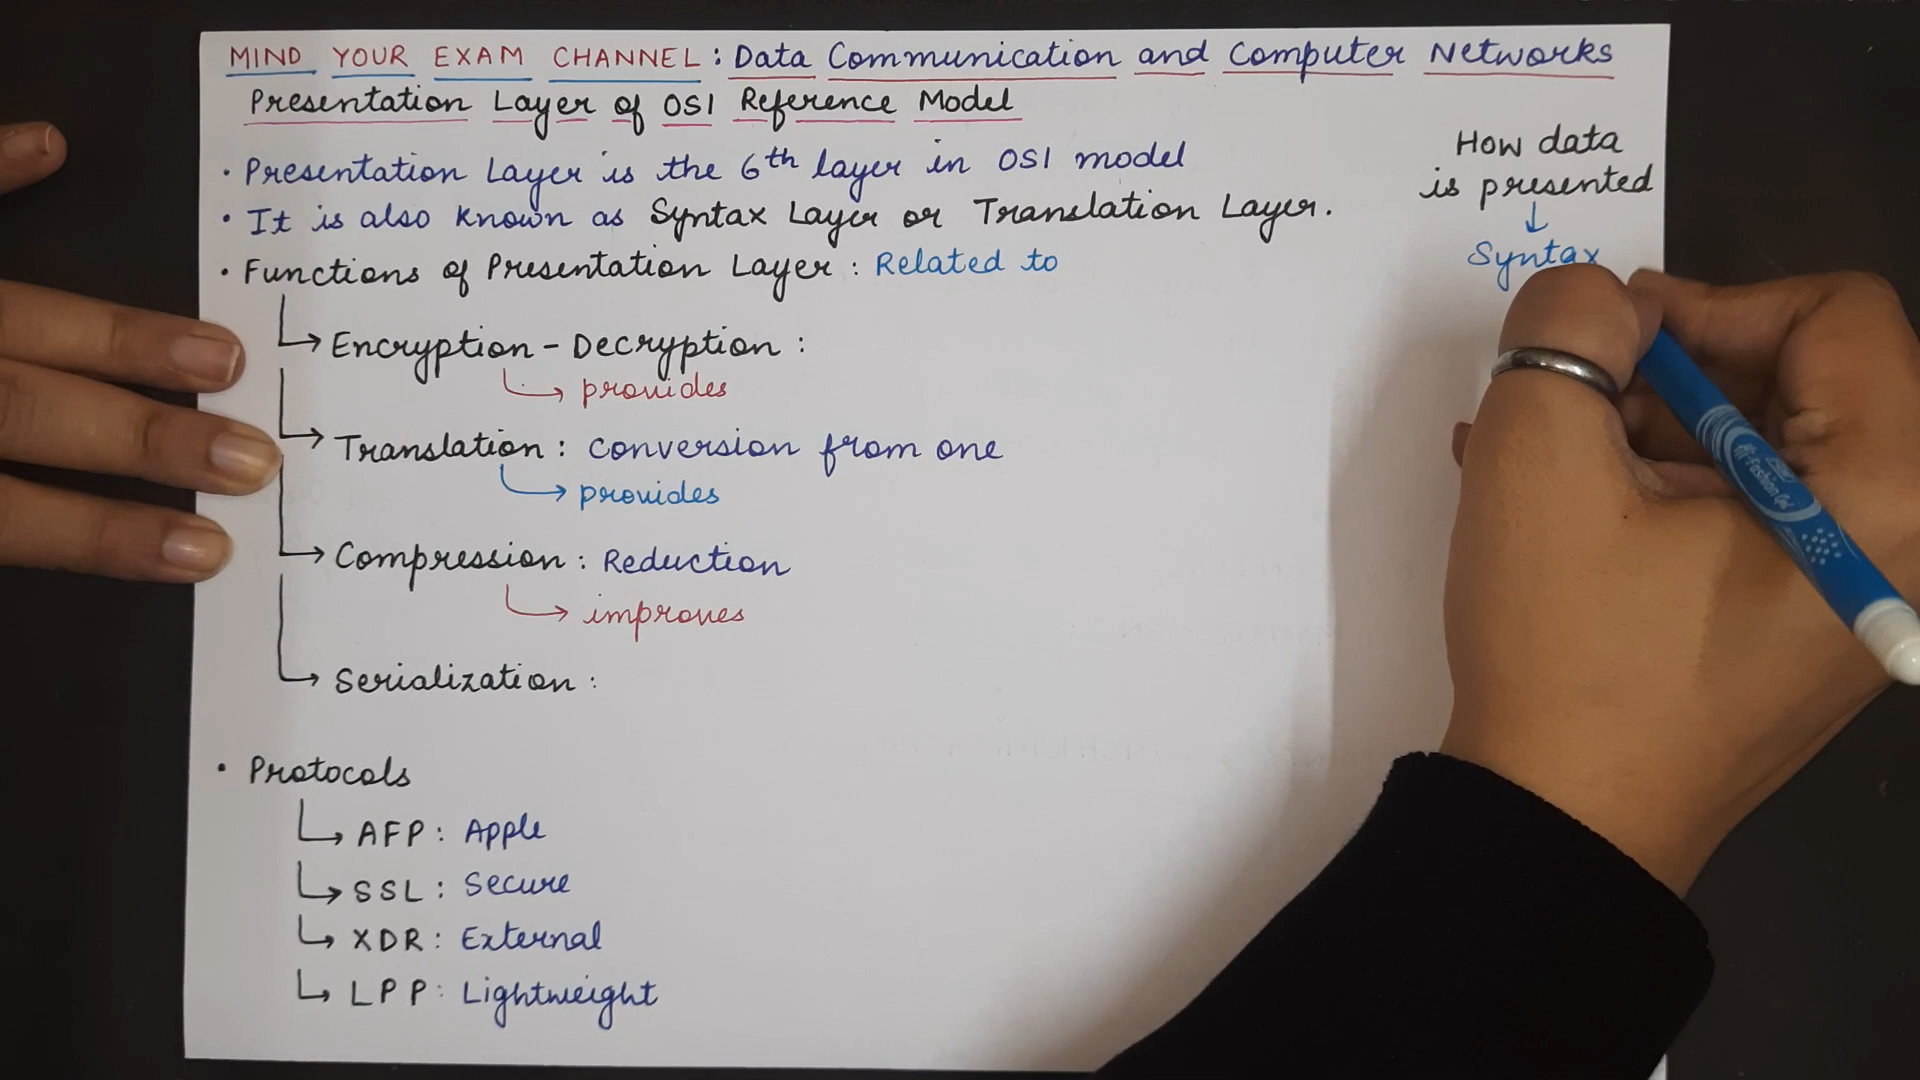 MIND YOUR EXAM CHANNEL : Data Communication and Computer Networks
Presentation Layer of OSI Reference Model
• Presentation Layer is the 6th layer in OSI model
• It is also known as Syntax Layer or Translation Layer.
• Functions of Presentation Layer : Related to
Encryption - Decryption :
provides
Translation : conversion from one
provides
Compression : Reduction
improves
Serialization :
• Protocols
AFP : Apple
SSL : Secure
XDR : External
LPP : Lightweight
How data
is presented
Syntax
Hi-Fashion Gel